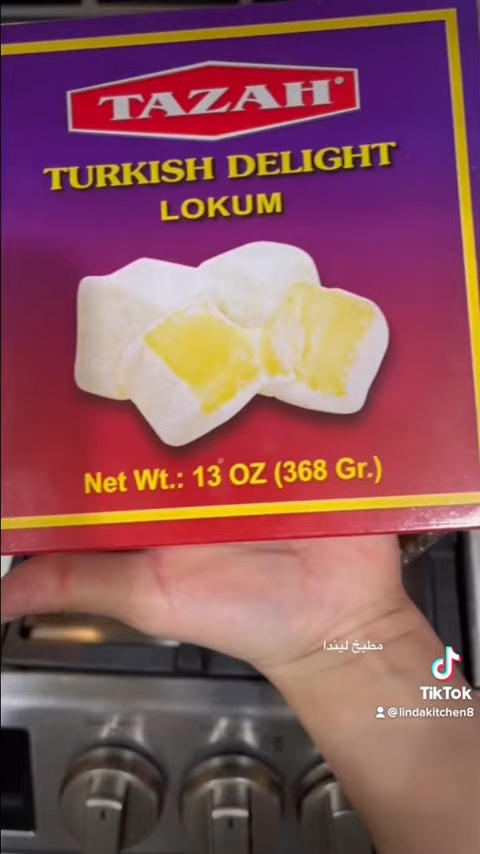 TAZAH®
TURKISH DELIGHT
LOKUM
Net Wt.: 13 OZ (368 Gr.)
مطبخ ليندا
TikTok
@lindakitchen8